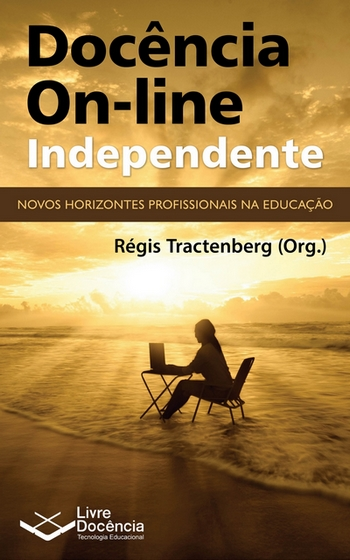 Docência
On-line
Independente
NOVOS HORIZONTES PROFISSIONAIS NA EDUCAÇÃO
Régis Tractenberg (Org.)
Livre
Docência
Tecnologia Educacional